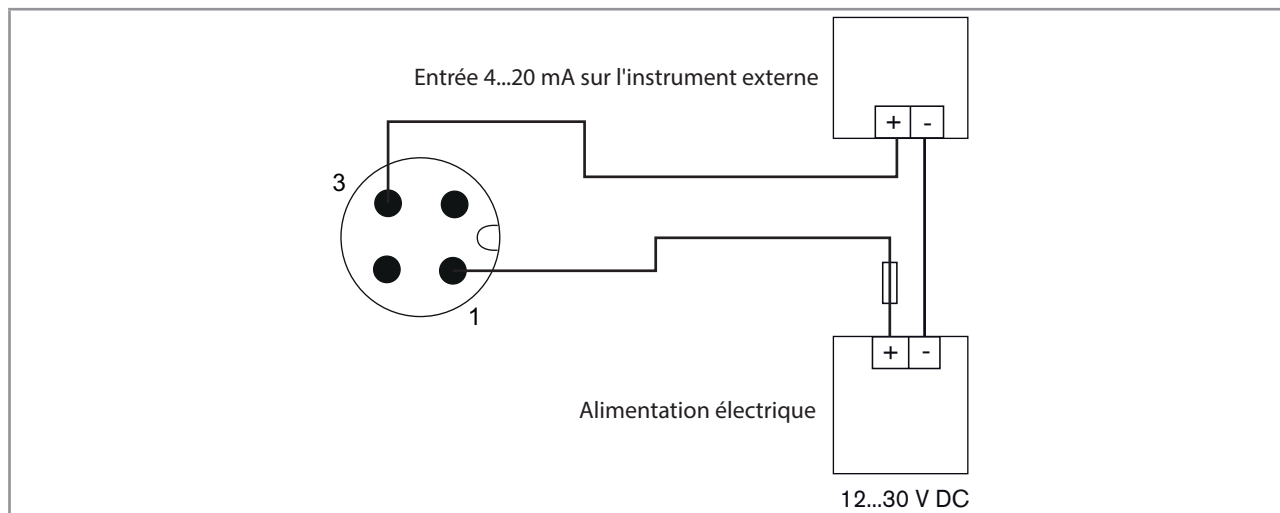 Entrée 4...20 mA sur l'instrument externe
+ -
3
1
+ -
Alimentation électrique
12...30 V DC